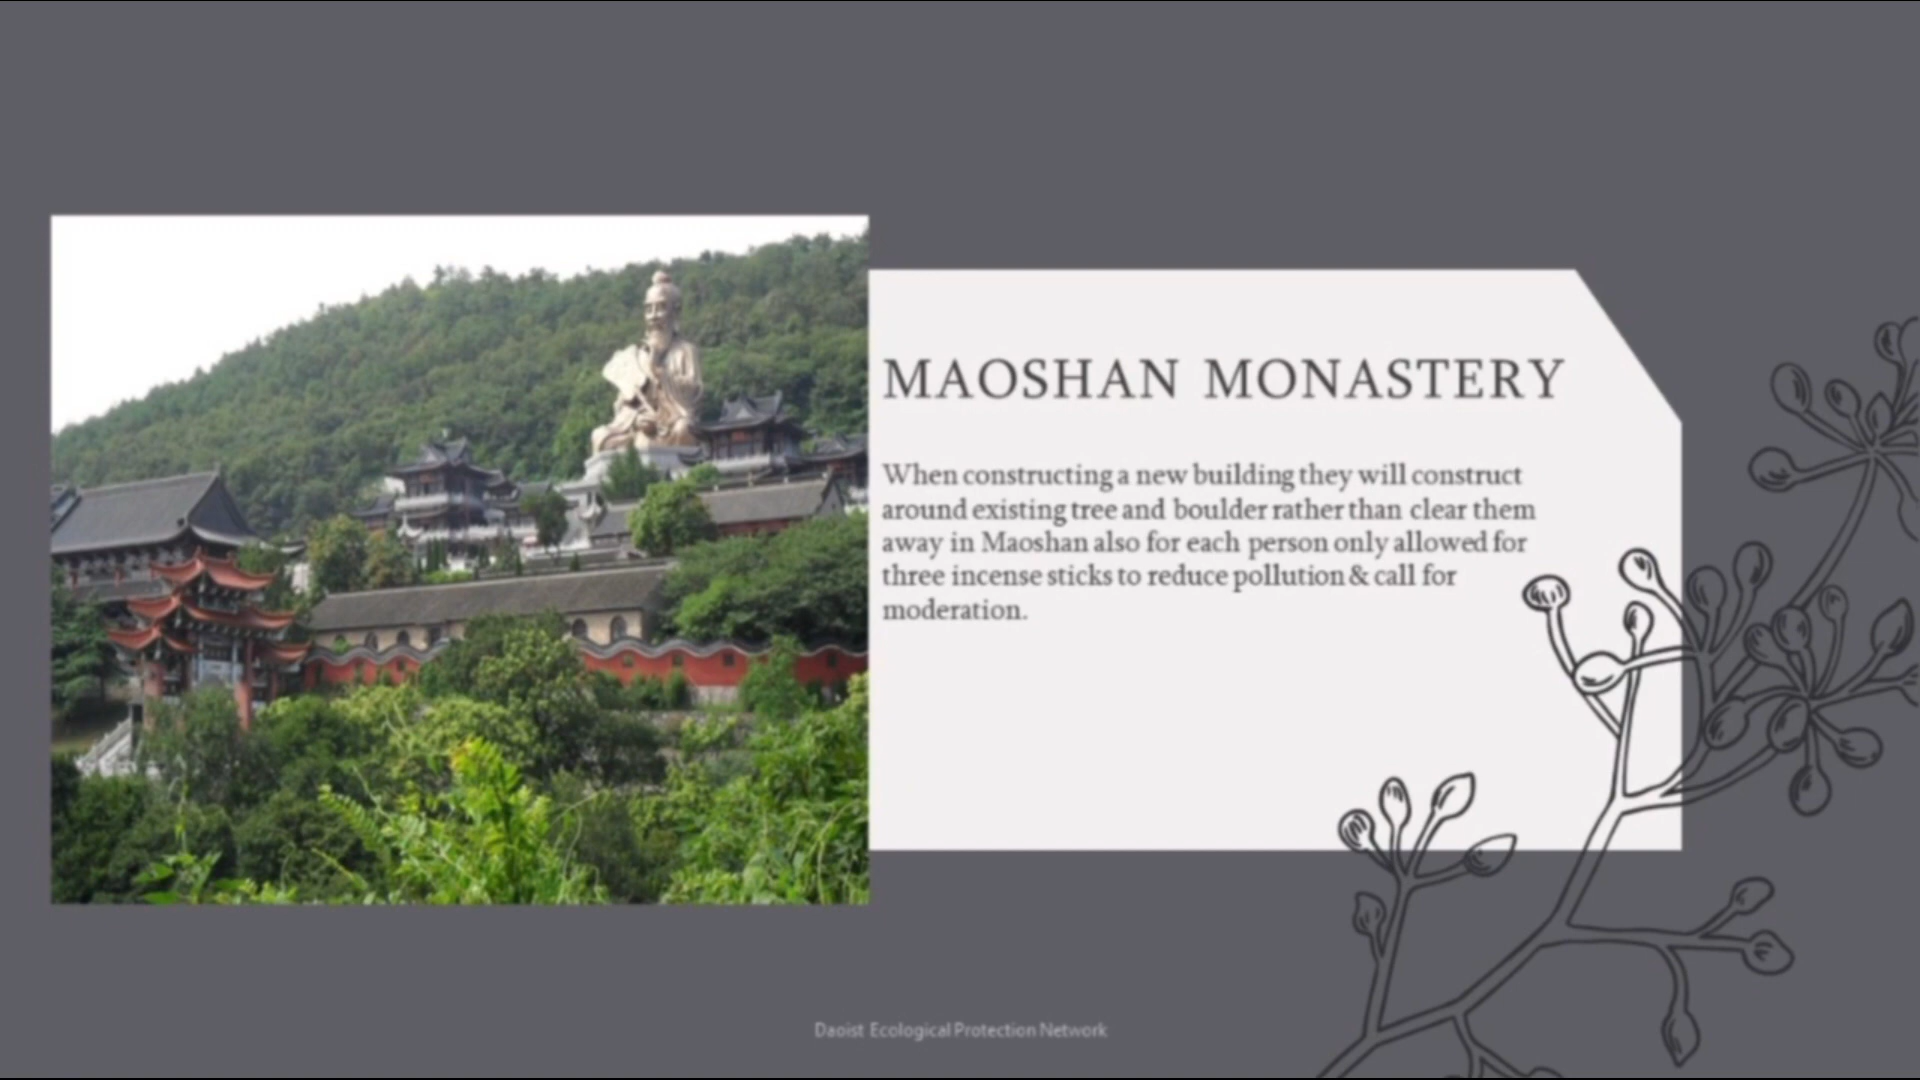 MAOSHAN MONASTERY
When constructing a new building they will construct
around existing tree and boulder rather than clear them
away in Maoshan also for each person only allowed for
three incense sticks to reduce pollution & call for
moderation.
Daoist Ecological Protection Network